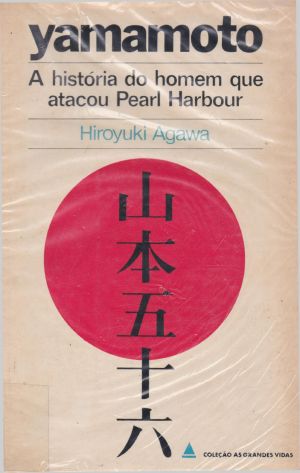 yamamoto
A história do homem que
atacou Pearl Harbour
Hiroyuki Agawa
山本五十六
COLEÇÃO AS GRANDES VIDAS